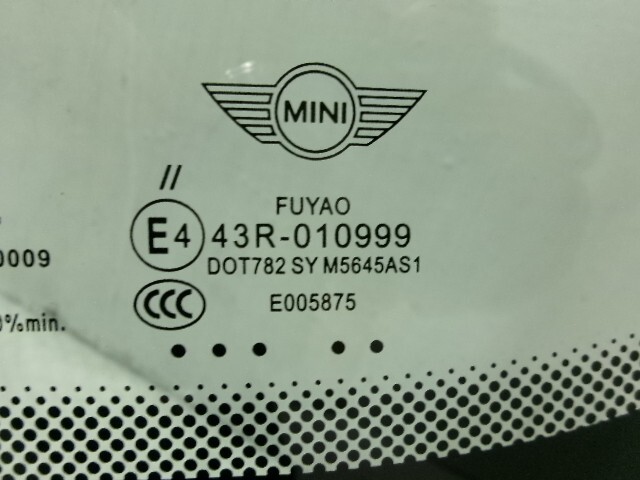 MINI
//
FUYAO
E4 43R-010999
0009
DOT782 SY M5645AS1
CCC E005875
%min.